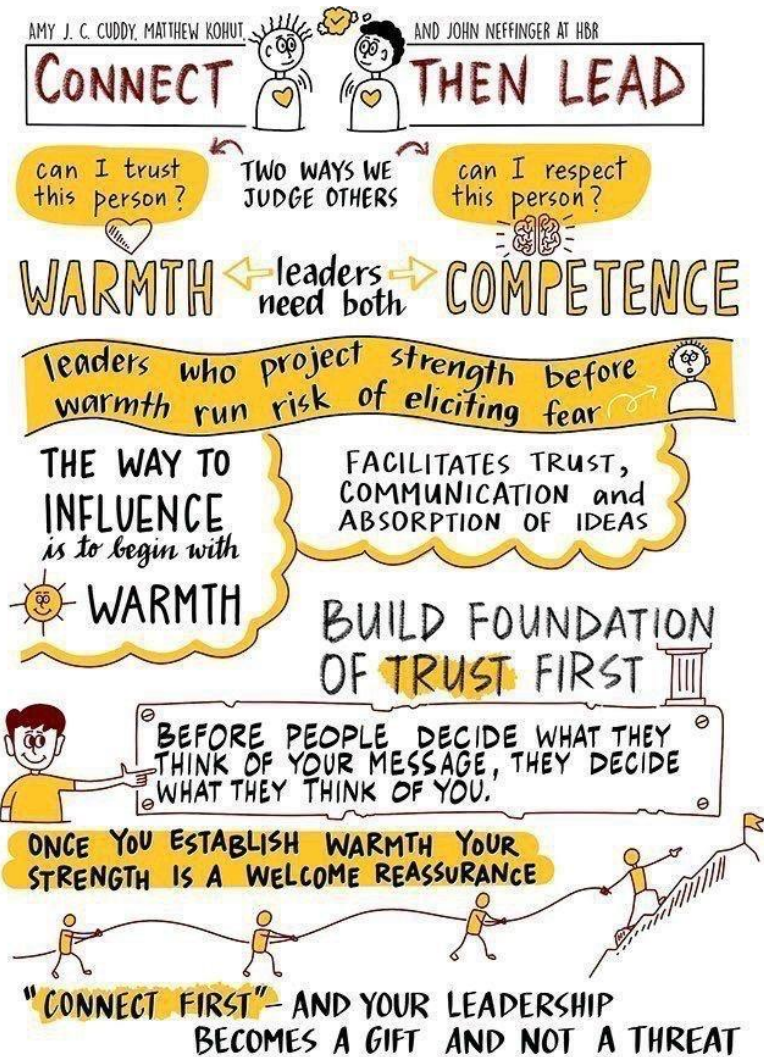 AMY J. C. CUDDY, MATTHEW KOHUT, AND JOHN NEFFINGER AT HBR
CONNECT THEN LEAD
can I trust
this person?
TWO WAYS WE
JUDGE OTHERS
can I respect
this person?
WARMTH
leaders
need both
COMPETENCE
leaders who project strength before
warmth run risk of eliciting fear
THE WAY TO
INFLUENCE
is to begin with
WARMTH
FACILITATES TRUST,
COMMUNICATION and
ABSORPTION OF IDEAS
BUILD FOUNDATION
OF TRUST FIRST
BEFORE PEOPLE DECIDE WHAT THEY
THINK OF YOUR MESSAGE, THEY DECIDE
WHAT THEY THINK OF YOU.
ONCE YOU ESTABLISH WARMTH YOUR
STRENGTH IS A WELCOME REASSURANCE
"CONNECT FIRST" - AND YOUR LEADERSHIP
BECOMES A GIFT AND NOT A THREAT